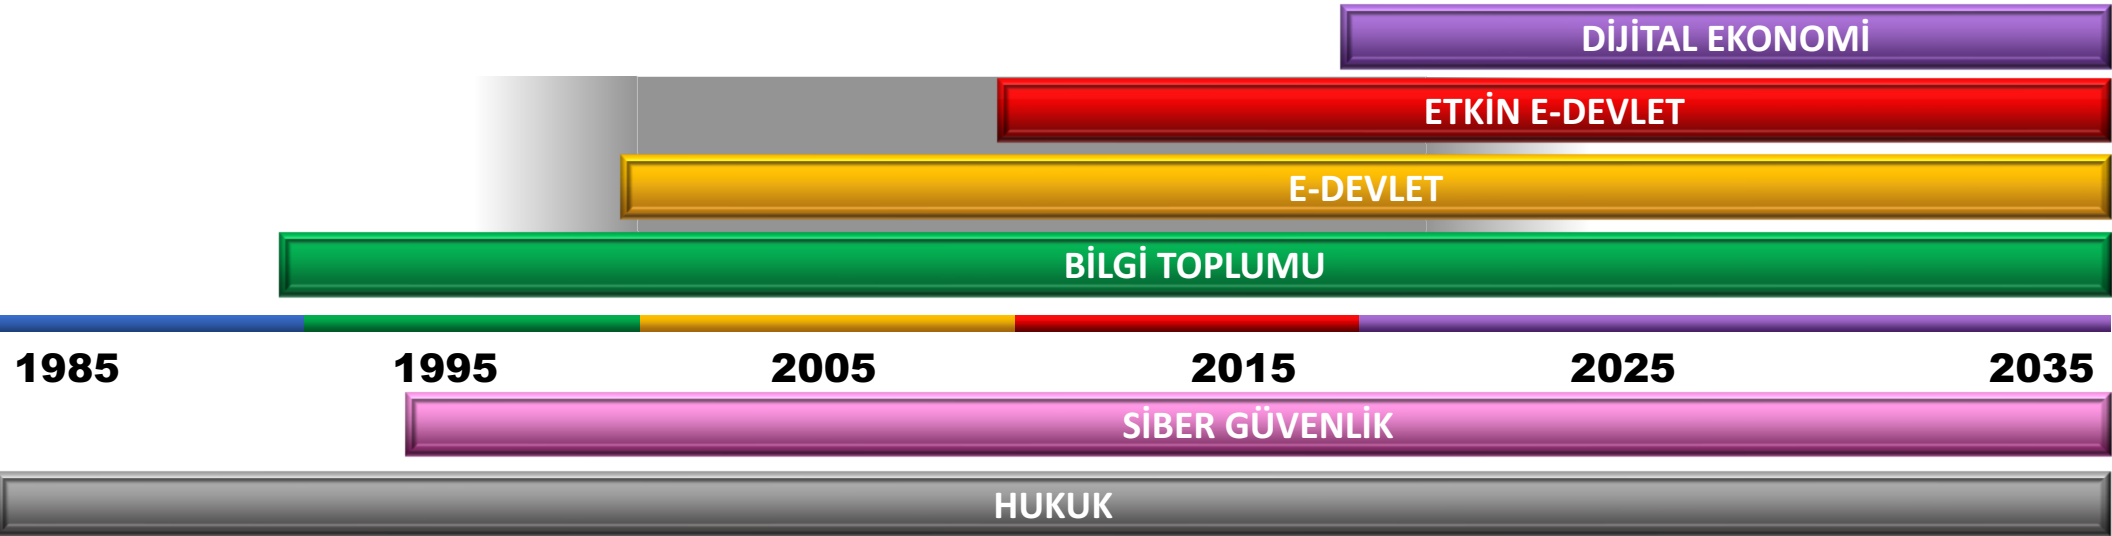 DİJİTAL EKONOMİ
ETKİN E-DEVLET
E-DEVLET
BİLGİ TOPLUMU
1985 1995 2005 2015 2025 2035
SİBER GÜVENLİK
HUKUK